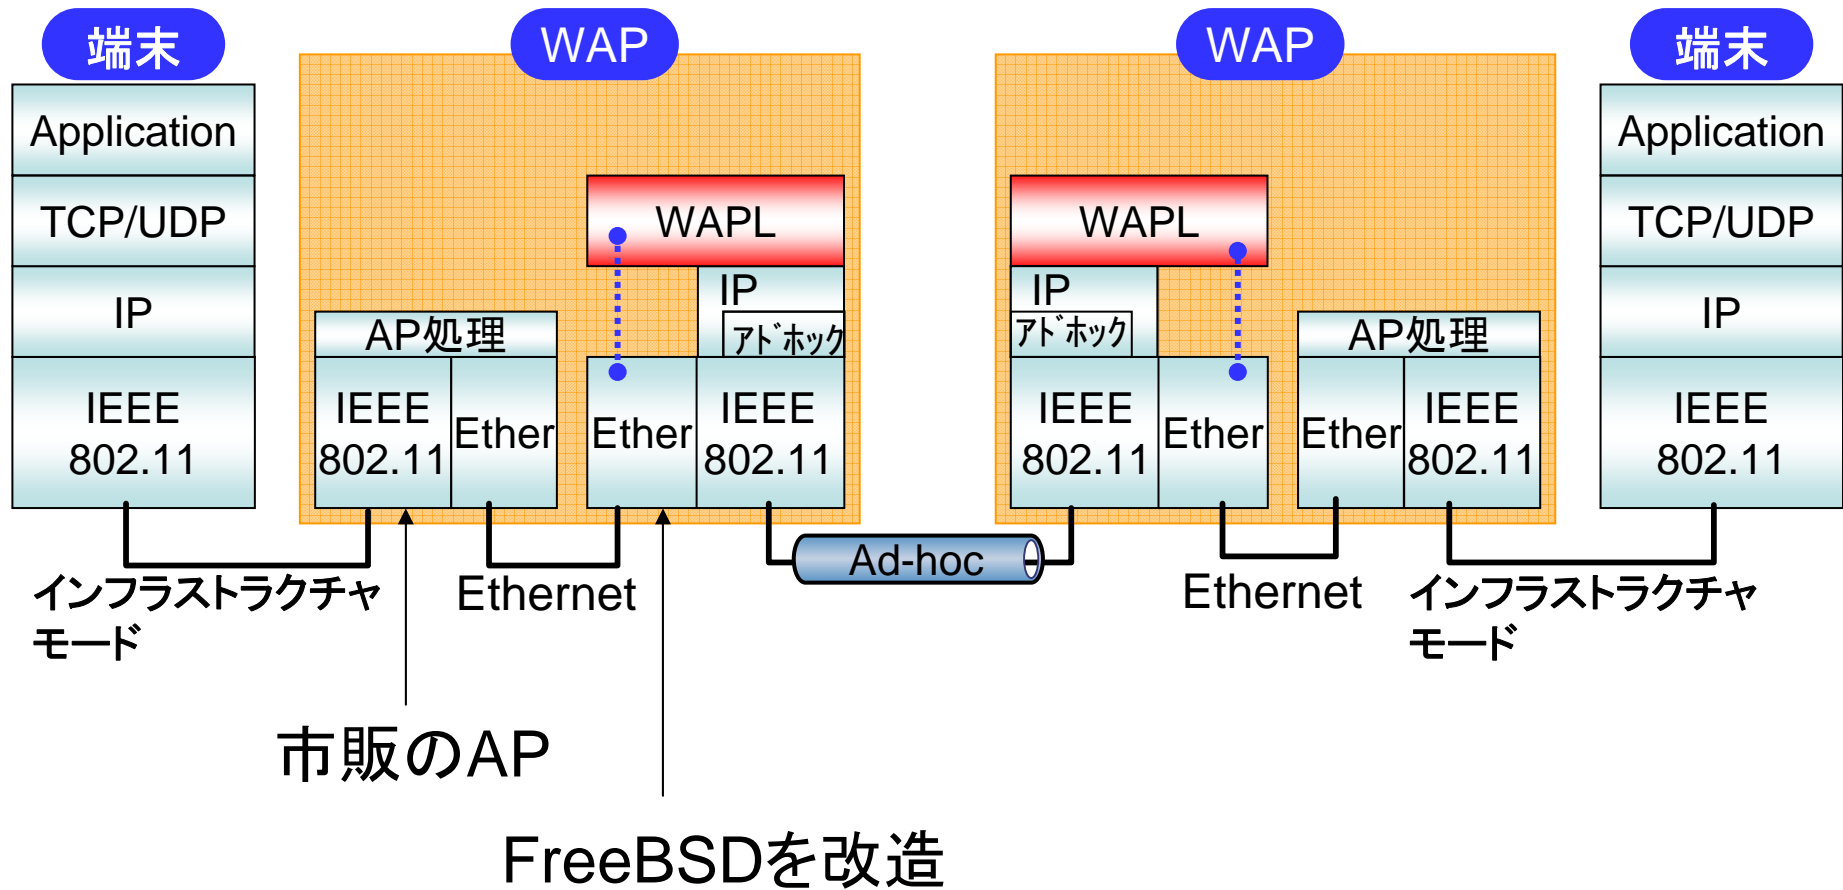 端末
WAP
WAP
端末
Application
TCP/UDP
IP
IEEE
802.11
AP処理
IEEE
802.11
Ether
WAPL
IP
アドホック
Ether
IEEE
802.11
WAPL
IP
アドホック
IEEE
802.11
Ether
AP処理
Ether
IEEE
802.11
Application
TCP/UDP
IP
IEEE
802.11
インフラストラクチャ
モード
Ethernet
Ad-hoc
Ethernet
インフラストラクチャ
モード
市販のAP
FreeBSDを改造